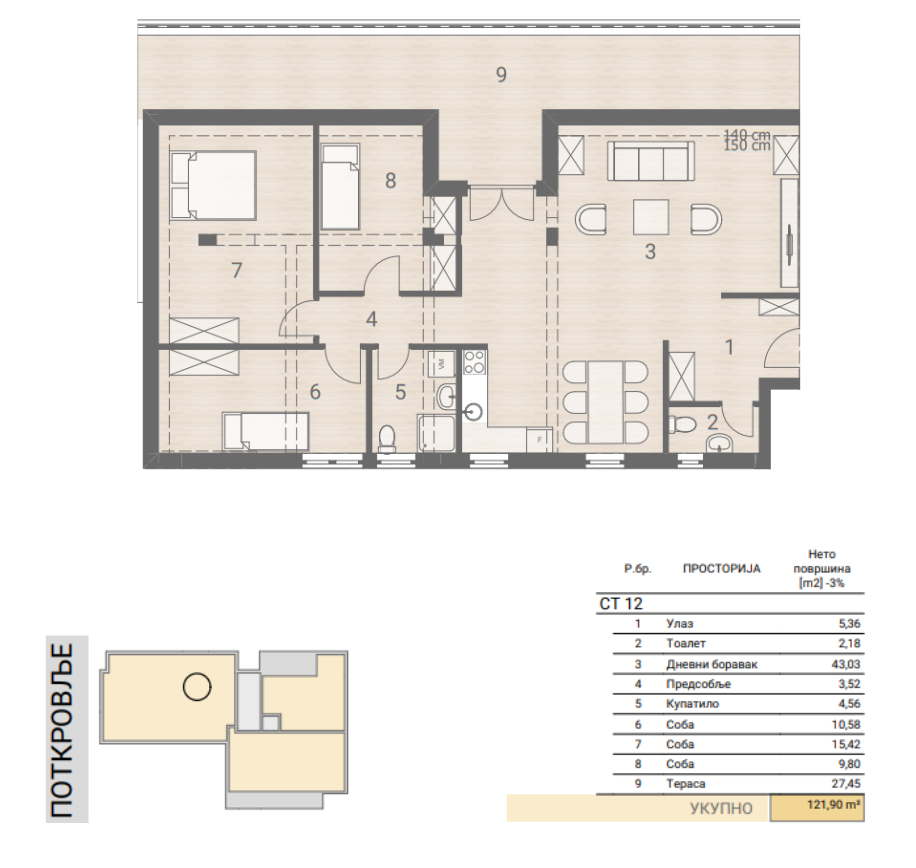 9
140 cm
150 cm
8
3
7
4
1
6
5
VM
2
F
Р.бр. ПРОСТОРИЈА Нето површина [m2] -3%
СТ 12
1 Улаз 5,36
2 Тоалет 2,18
3 Дневни боравак 43,03
4 Предсобље 3,52
5 Купатило 4,56
6 Соба 10,58
7 Соба 15,42
8 Соба 9,80
9 Тераса 27,45
УКУПНО 121,90 m²
ПОТКРОВЉЕ